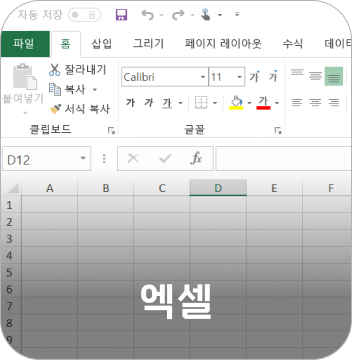 자동 저장 끔
파일 홈 삽입 그리기 페이지 레이아웃 수식 데이터
붙여넣기 잘라내기 Calibri 11 가 가
복사
서식 복사 가 가 가 가
클립보드 글꼴
D12 fx
A B C D E F
1
2
3
4
5
6
7
8
9
엑셀